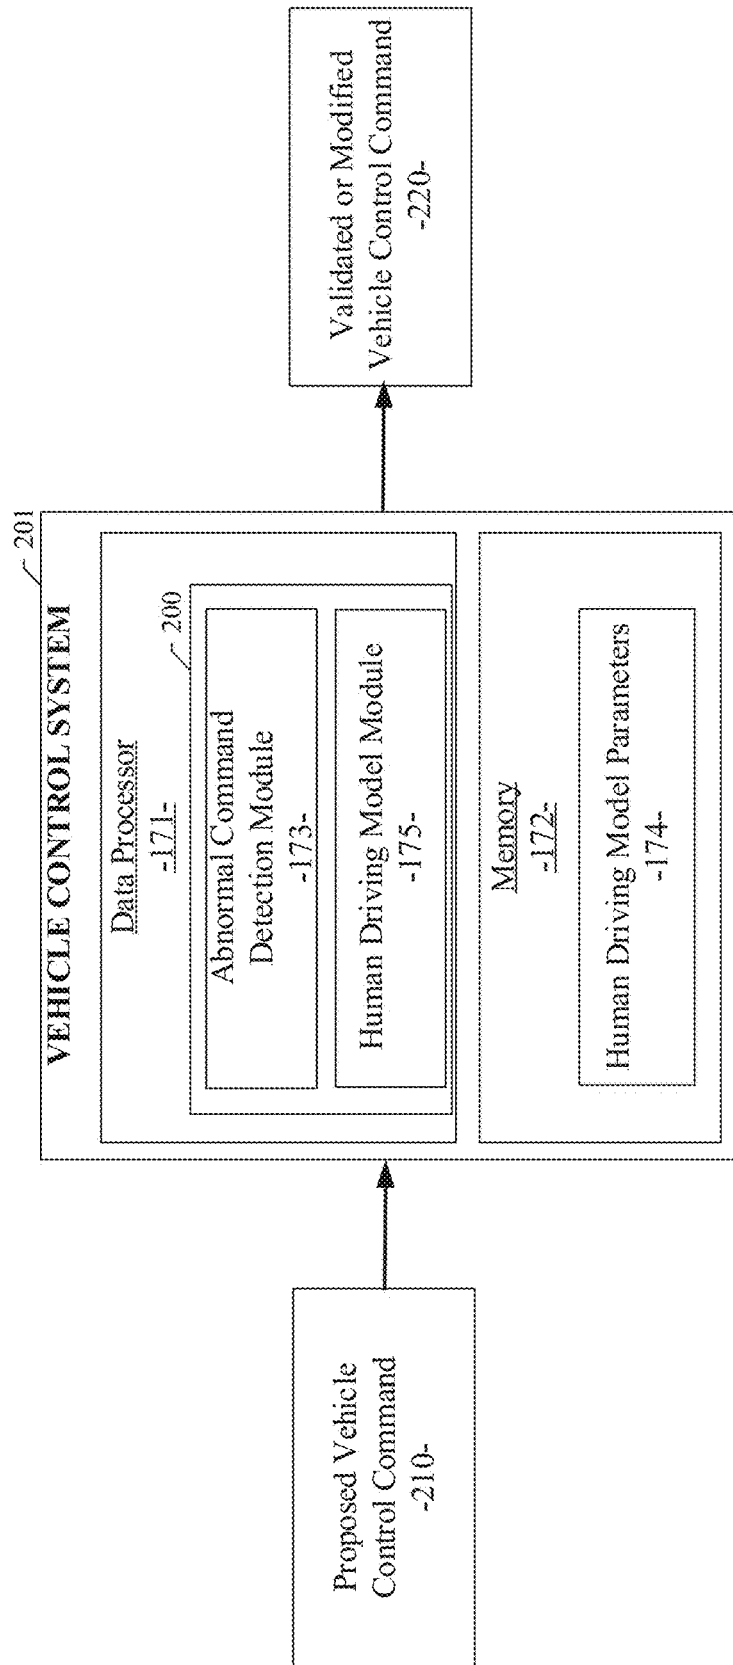 Proposed Vehicle
Control Command
-210-
VEHICLE CONTROL SYSTEM
201
Data Processor
-171-
200
Abnormal Command
Detection Module
-173-
Human Driving Model Module
-175-
Memory
-172-
Human Driving Model Parameters
-174-
Validated or Modified
Vehicle Control Command
-220-